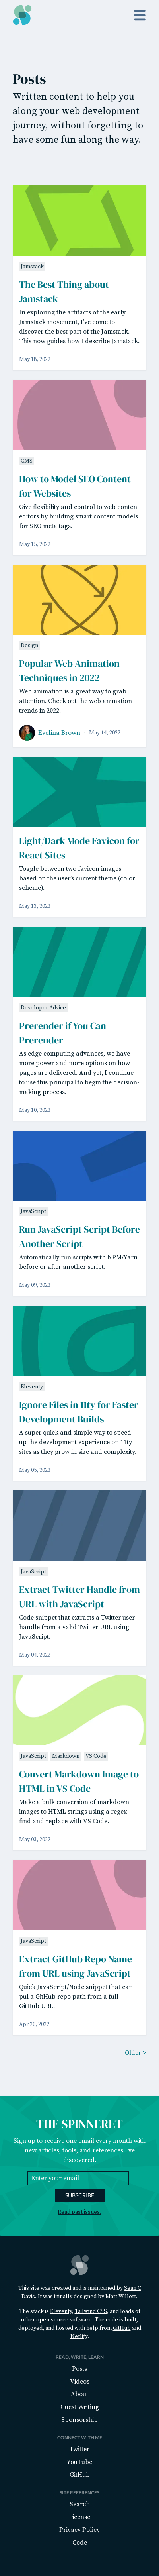 Posts
Written content to help you
along your web development
journey, without forgetting to
have some fun along the way.
Jamstack
The Best Thing about
Jamstack
In exploring the artifacts of the early
Jamstack movement, I've come to
discover the best part of the Jamstack.
This one guides how I describe Jamstack.
May 18, 2022
CMS
How to Model SEO Content
for Websites
Give flexibility and control to web content
editors by building smart content models
for SEO meta tags.
May 15, 2022
Design
Popular Web Animation
Techniques in 2022
Web animation is a great way to grab
attention. Check out the web animation
trends in 2022.
Evelina Brown May 14, 2022
Light/Dark Mode Favicon for
React Sites
Toggle between two favicon images
based on the user's current theme (color
scheme).
May 13, 2022
Developer Advice
Prerender if You Can
Prerender
As edge computing advances, we have
more power and more options on how
pages are delivered. And yet, I continue
to use this principal to begin the decision-
making process.
May 10, 2022
JavaScript
Run JavaScript Script Before
Another Script
Automatically run scripts with NPM/Yarn
before or after another script.
May 09, 2022
Eleventy
Ignore Files in 11ty for Faster
Development Builds
A super quick and simple way to speed
up the development experience on 11ty
sites as they grow in size and complexity.
May 05, 2022
JavaScript
Extract Twitter Handle from
URL with JavaScript
Code snippet that extracts a Twitter user
handle from a valid Twitter URL using
JavaScript.
May 04, 2022
JavaScript Markdown VS Code
Convert Markdown Image to
HTML in VS Code
Make a bulk conversion of markdown
images to HTML strings using a regex
find and replace with VS Code.
May 03, 2022
JavaScript
Extract GitHub Repo Name
from URL using JavaScript
Quick JavaScript/Node snippet that can
put a GitHub repo path from a full
GitHub URL.
Apr 20, 2022
Older >
THE SPINNERET
Sign up to receive one email every month with
new articles, tools, and references I've
discovered.
Enter your email
SUBSCRIBE
Read past issues.
This site was created and is maintained by Sean C
Davis. It was initially designed by Matt Willett.
The stack is Eleventy, Tailwind CSS, and loads of
other open source software. The code is built,
deployed, and hosted with help from GitHub and
Netlify.
READ, WRITE, LEARN
Posts
Videos
About
Guest Writing
Sponsorship
CONNECT WITH ME
Twitter
YouTube
GitHub
SITE REFERENCES
Search
License
Privacy Policy
Code